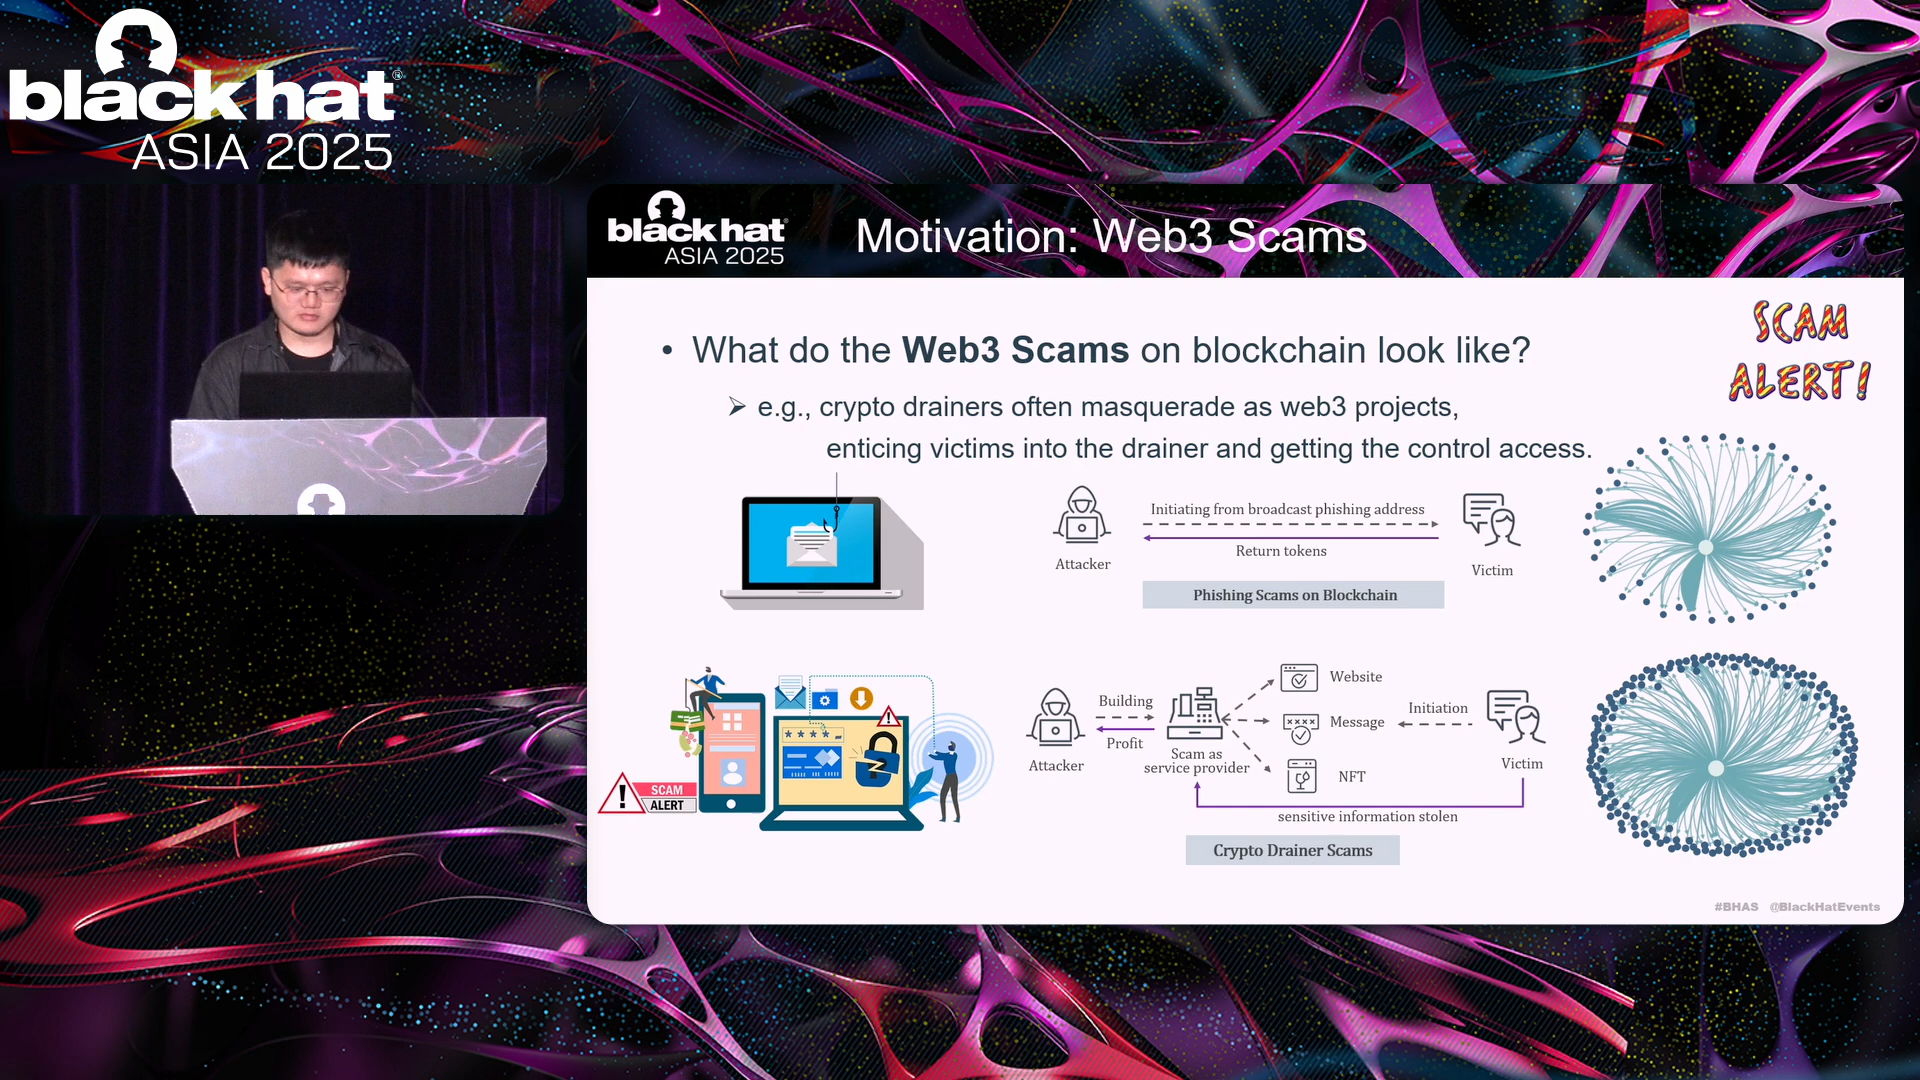 black hat®
ASIA 2025
black hat®
ASIA 2025
Motivation: Web3 Scams
SCAM
ALERT!
• What do the Web3 Scams on blockchain look like?
➢ e.g., crypto drainers often masquerade as web3 projects,
enticing victims into the drainer and getting the control access.
Initiating from broadcast phishing address
Return tokens
Attacker
Victim
Phishing Scams on Blockchain
SCAM
ALERT
Building
Profit
Attacker
Scam as
service provider
Website
Message
NFT
Initiation
Victim
sensitive information stolen
Crypto Drainer Scams
#BHAS @BlackHatEvents